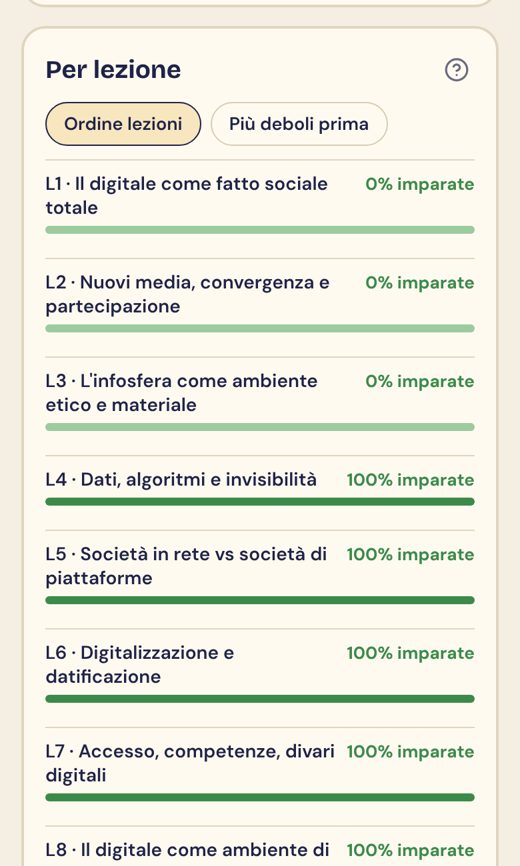 Per lezione
Ordine lezioni
Più deboli prima
L1 · Il digitale come fatto sociale
totale
0% imparate
L2 · Nuovi media, convergenza e
partecipazione
0% imparate
L3 · L'infosfera come ambiente
etico e materiale
0% imparate
L4 · Dati, algoritmi e invisibilità
100% imparate
L5 · Società in rete vs società di
piattaforme
100% imparate
L6 · Digitalizzazione e
datificazione
100% imparate
L7 · Accesso, competenze, divari
digitali
100% imparate
L8 · Il digitale come ambiente di
100% imparate